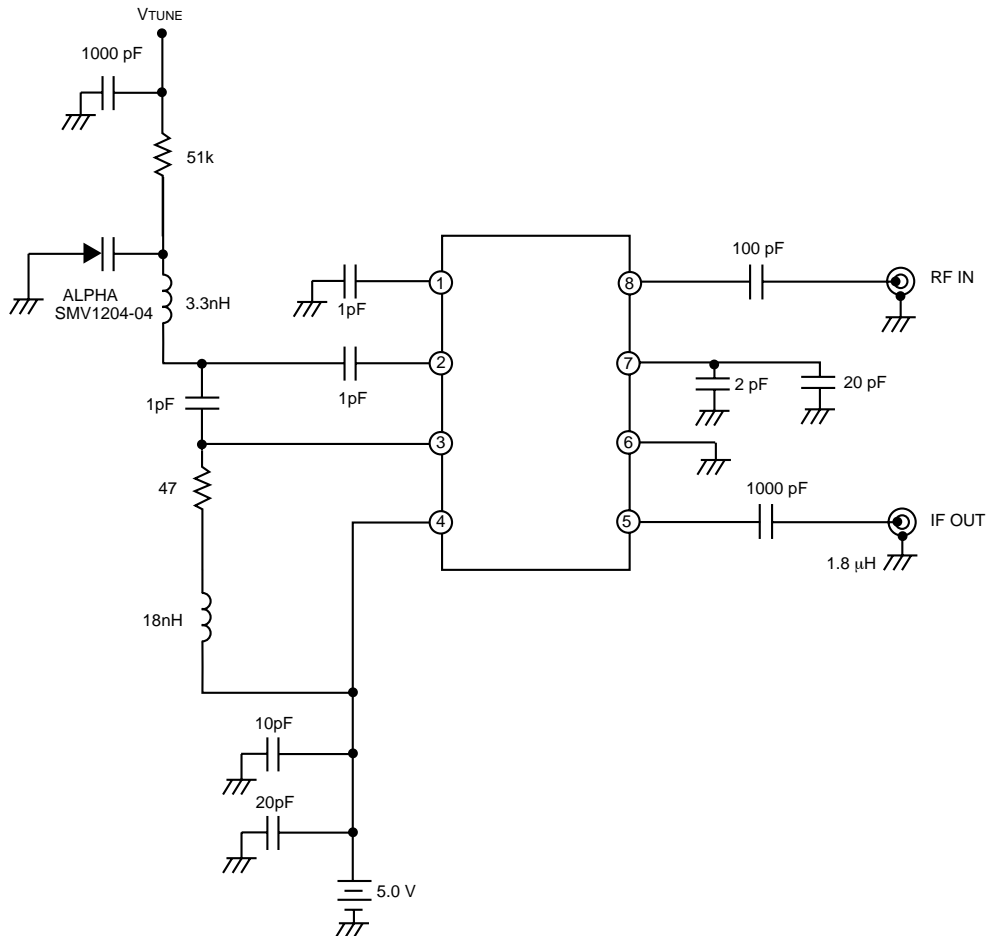 VTUNE
1000 pF
51k
ALPHA
SMV1204-04
3.3nH
1pF
1
2
3
4
8
7
6
5
100 pF
RF IN
1pF
1pF
2 pF
20 pF
47
1000 pF
IF OUT
1.8 μH
18nH
10pF
20pF
5.0 V